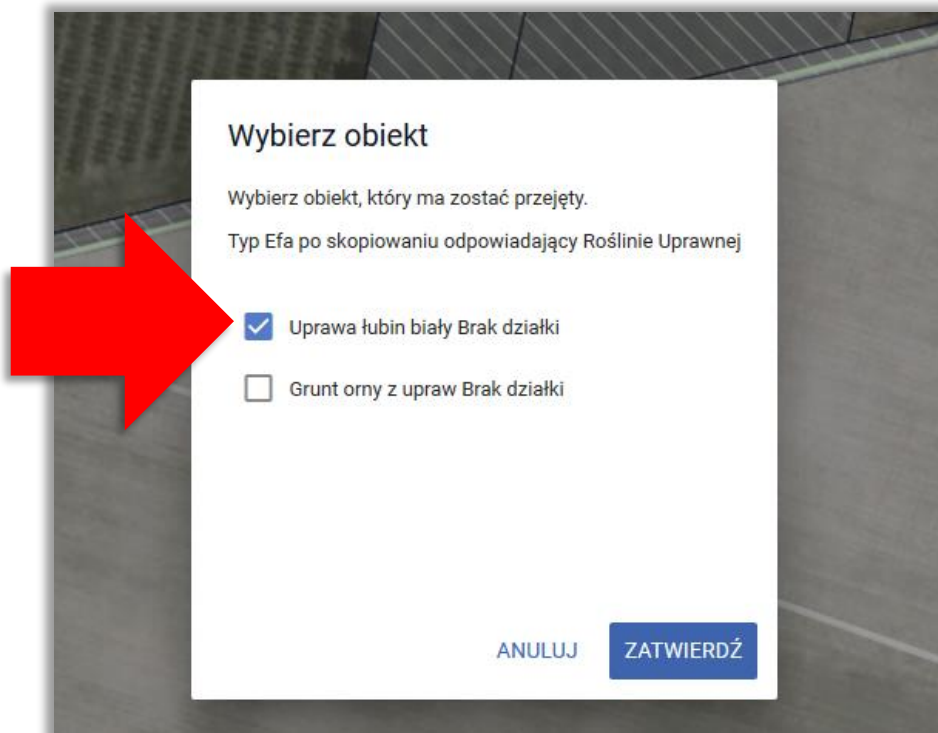 Wybierz obiekt
Wybierz obiekt, który ma zostać przejęty.
Typ Efa po skopiowaniu odpowiadający Roślinie Uprawnej
Uprawa łubin biały Brak działki
Grunt orny z upraw Brak działki
ANULUJ ZATWIERDŹ